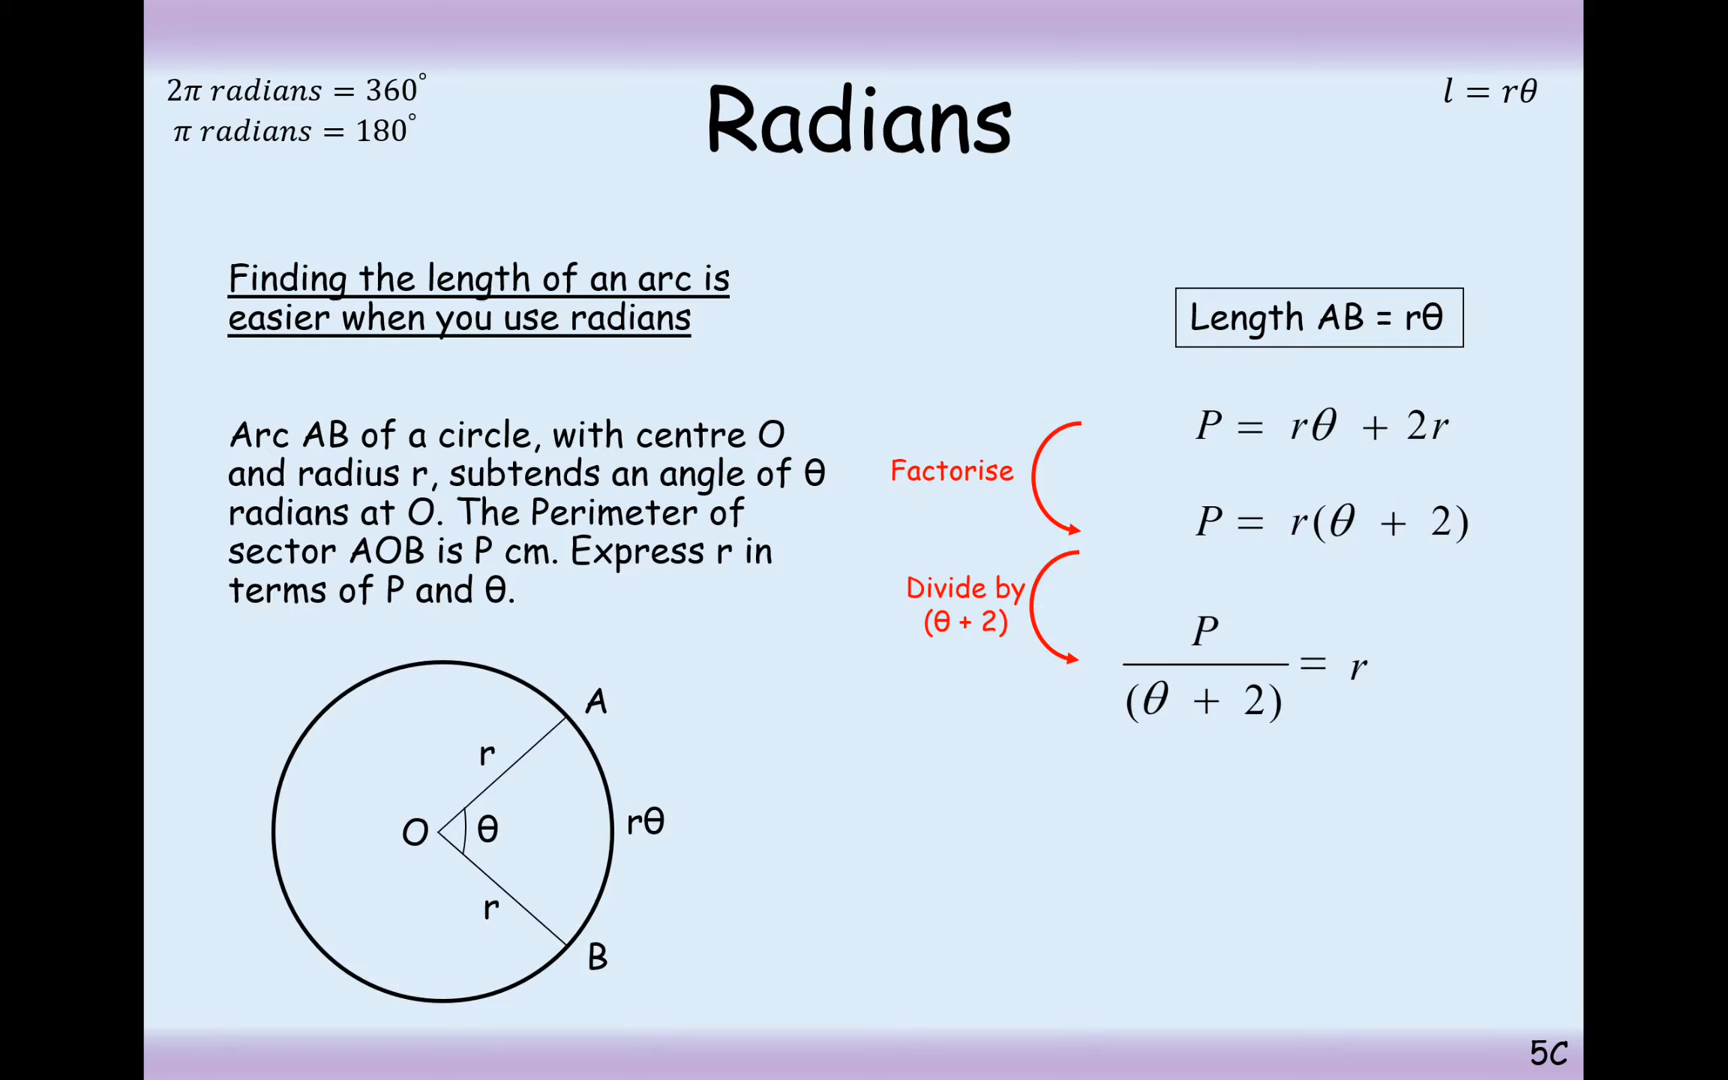 2π radians = 360°
π radians = 180°
Radians
l = rθ
Finding the length of an arc is
easier when you use radians
Arc AB of a circle, with centre O
and radius r, subtends an angle of θ
radians at O. The Perimeter of
sector AOB is P cm. Express r in
terms of P and θ.
Length AB = rθ
P = rθ + 2r
Factorise
P = r(θ + 2)
Divide by
(θ + 2)
P
(θ + 2)
= r
A
r
O
θ
rθ
r
B
5C